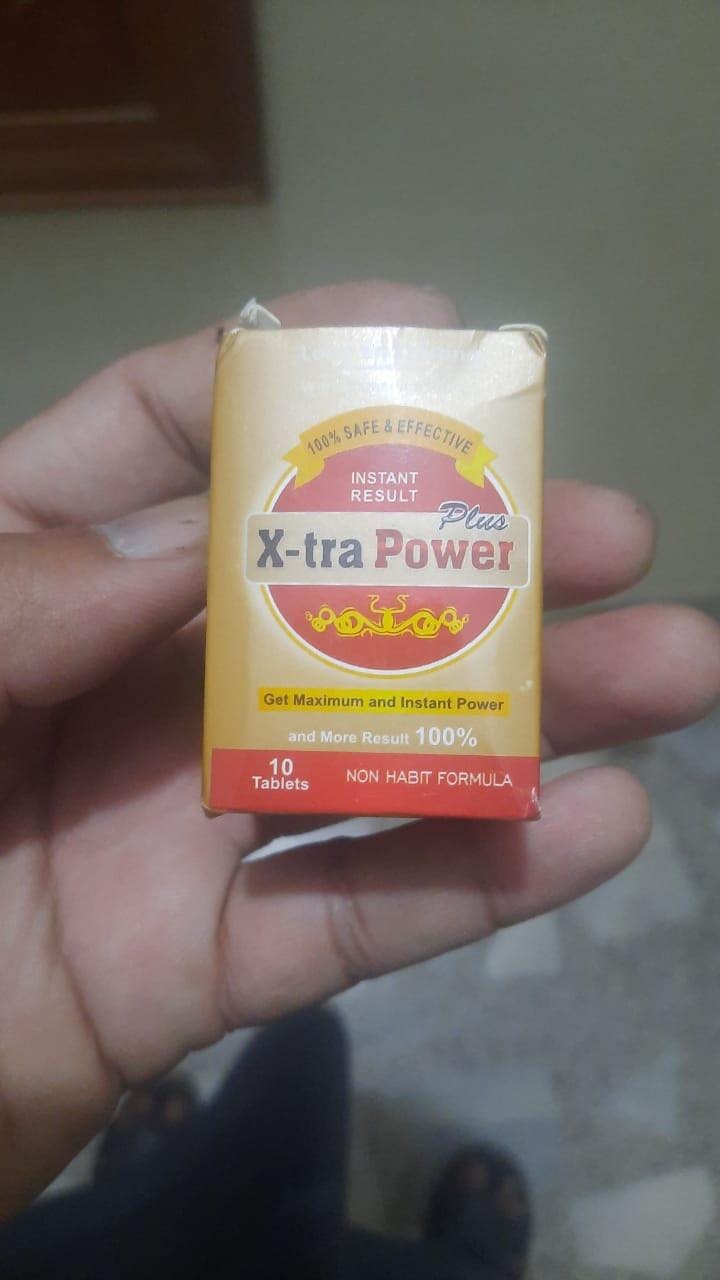 100% SAFE & EFFECTIVE
INSTANT
RESULT
Plus
X-tra Power
Get Maximum and Instant Power
and More Result 100%
10
Tablets
NON HABIT FORMULA